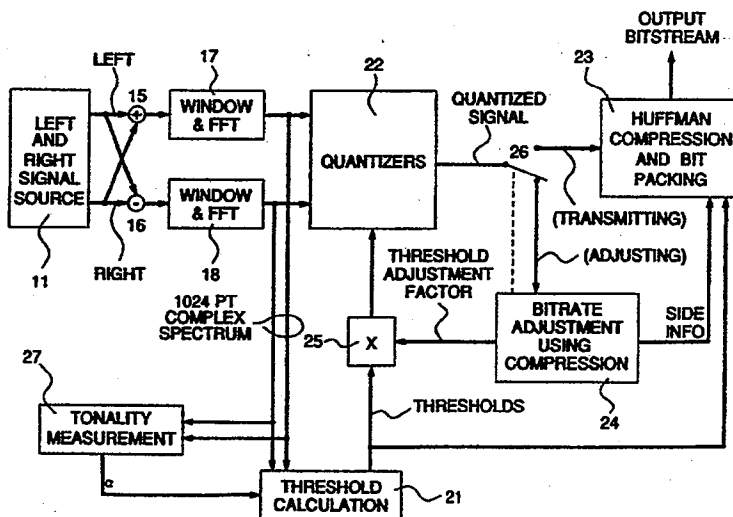 OUTPUT
BITSTREAM
23
HUFFMAN
COMPRESSION
AND BIT
PACKING
LEFT
15
+
17
WINDOW
& FFT
22
QUANTIZERS
QUANTIZED
SIGNAL
26
LEFT
AND
RIGHT
SIGNAL
SOURCE
11
-
16
RIGHT
WINDOW
& FFT
18
(TRANSMITTING)
(ADJUSTING)
THRESHOLD
ADJUSTMENT
FACTOR
1024 PT
COMPLEX
SPECTRUM
25
X
BITRATE
ADJUSTMENT
USING
COMPRESSION
24
SIDE
INFO
27
TONALITY
MEASUREMENT
THRESHOLDS
α
THRESHOLD
CALCULATION
21